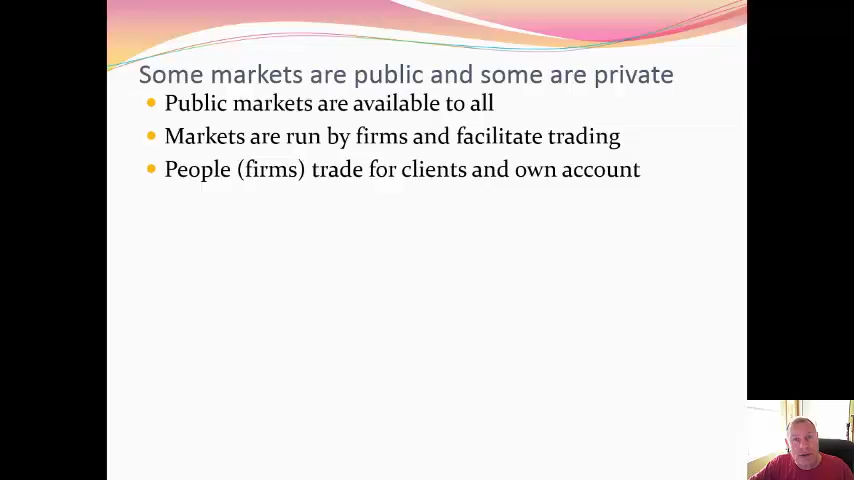 Some markets are public and some are private
Public markets are available to all
Markets are run by firms and facilitate trading
People (firms) trade for clients and own account